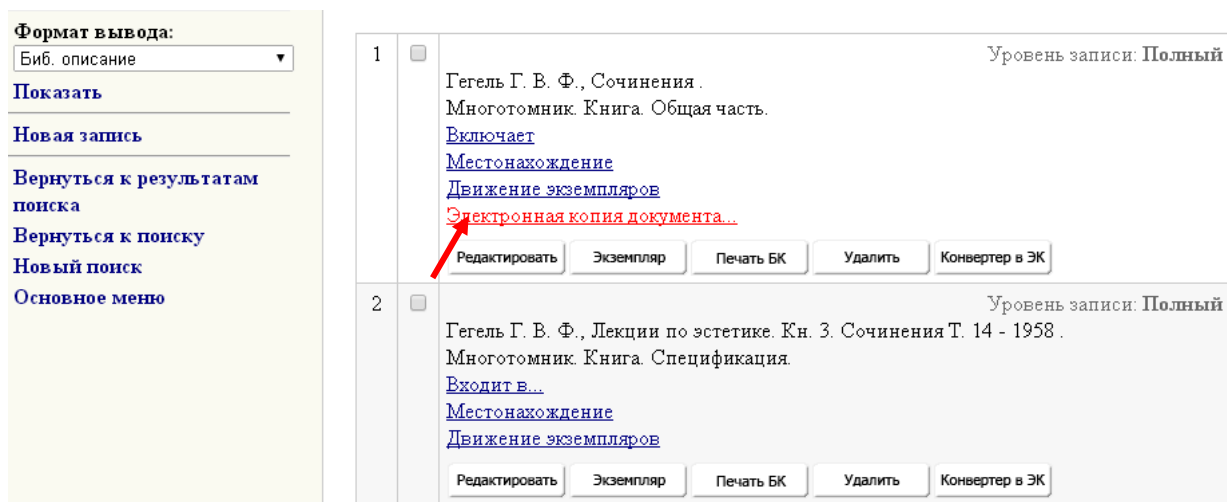 Формат вывода:
Биб. описание
Показать
Новая запись
Вернуться к результатам
поиска
Вернуться к поиску
Новый поиск
Основное меню
1
Уровень записи: Полный
Гегель Г. В. Ф., Сочинения .
Многотомник. Книга. Общая часть.
Включает
Местонахождение
Движение экземпляров
Электронная копия документа...
Редактировать Экземпляр Печать БК Удалить Конвертер в ЭК
2
Уровень записи: Полный
Гегель Г. В. Ф., Лекции по эстетике. Кн. 3. Сочинения Т. 14 - 1958 .
Многотомник. Книга. Спецификация.
Входит в...
Местонахождение
Движение экземпляров
Редактировать Экземпляр Печать БК Удалить Конвертер в ЭК